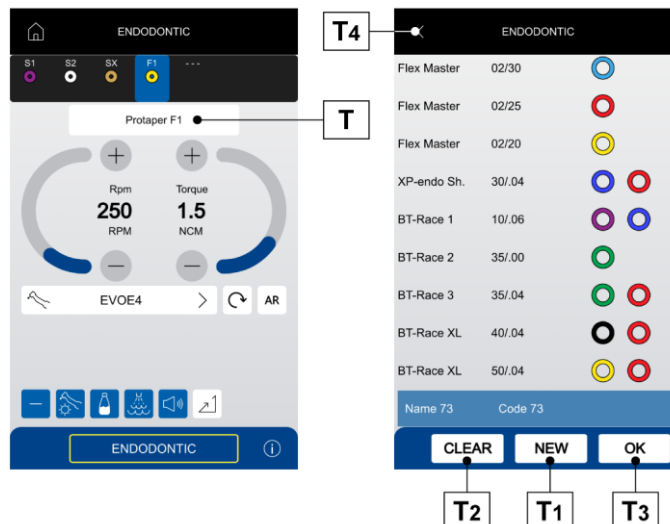 ENDODONTIC
S1 S2 SX F1 ---
Protaper F1
T
Rpm Torque
250 1.5
RPM NCM
EVOE4 AR
1
ENDODONTIC i
T4
ENDODONTIC
Flex Master 02/30
Flex Master 02/25
Flex Master 02/20
XP-endo Sh. 30/.04
BT-Race 1 10/.06
BT-Race 2 35/.00
BT-Race 3 35/.04
BT-Race XL 40/.04
BT-Race XL 50/.04
Name 73 Code 73
CLEAR NEW OK
T2 T1 T3